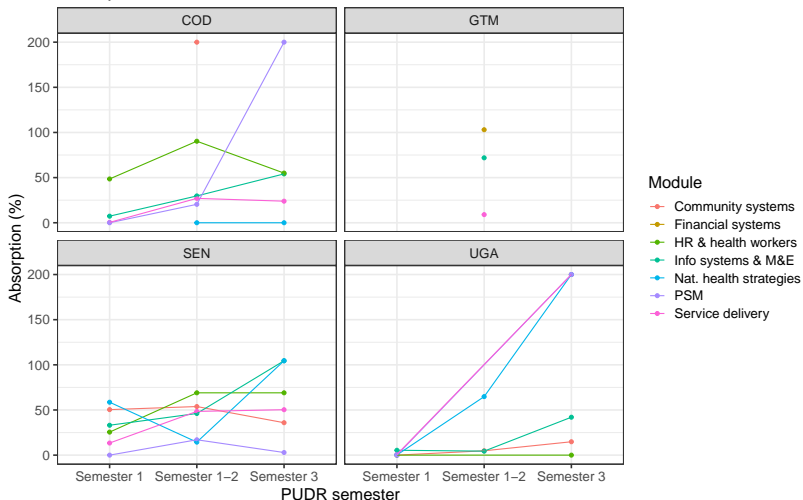 COD
GTM
200
150
100
50
0
SEN
UGA
200
150
100
50
0
Absorption (%)
Semester 1
Semester 1−2
Semester 3
Semester 1
Semester 1−2
Semester 3
PUDR semester
Module
Community systems
Financial systems
HR & health workers
Info systems & M&E
Nat. health strategies
PSM
Service delivery